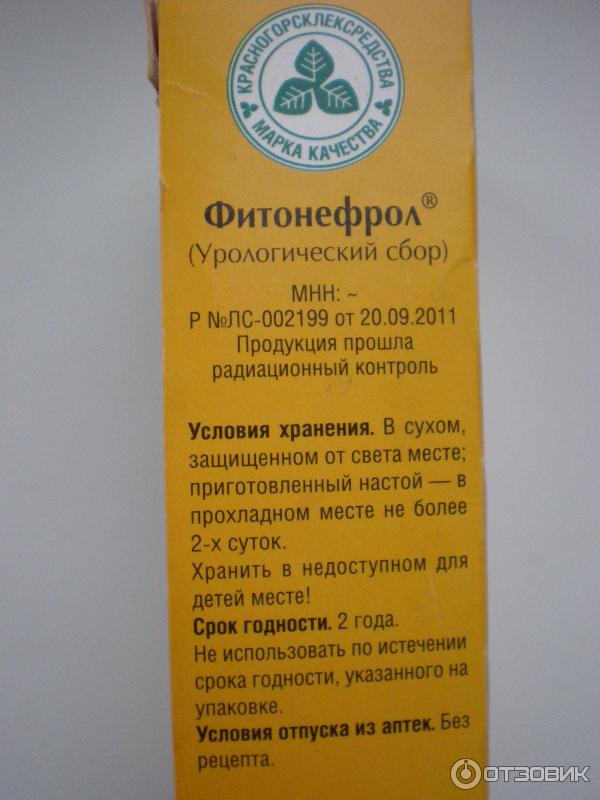 КРАСНОГОРСКЛЕКСРЕДСТВА
МАРКА КАЧЕСТВА
Фитонефрол®
(Урологический сбор)
МНН: ~
Р №ЛС-002199 от 20.09.2011
Продукция прошла
радиационный контроль
Условия хранения. В сухом,
защищенном от света месте;
приготовленный настой — в
прохладном месте не более
2-х суток.
Хранить в недоступном для
детей месте!
Срок годности. 2 года.
Не использовать по истечении
срока годности, указанного на
упаковке.
Условия отпуска из аптек. Без
рецепта.
ОТЗОВИК